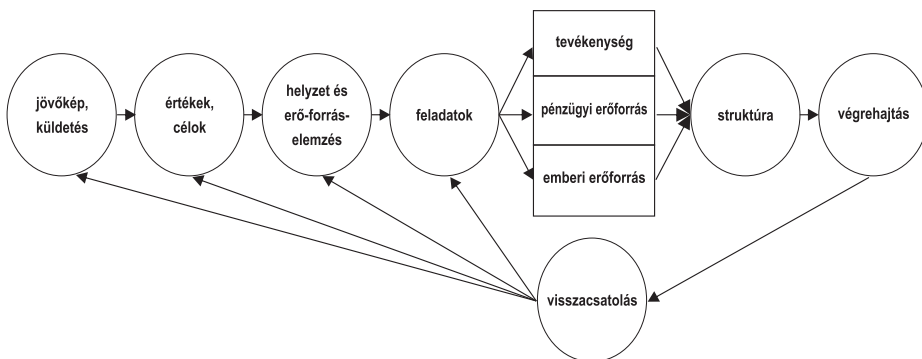 jövőkép,
küldetés
értékek,
célok
helyzet és
erő-forrás-
elemzés
feladatok
tevékenység
pénzügyi erőforrás
emberi erőforrás
struktúra
végrehajtás
visszacsatolás